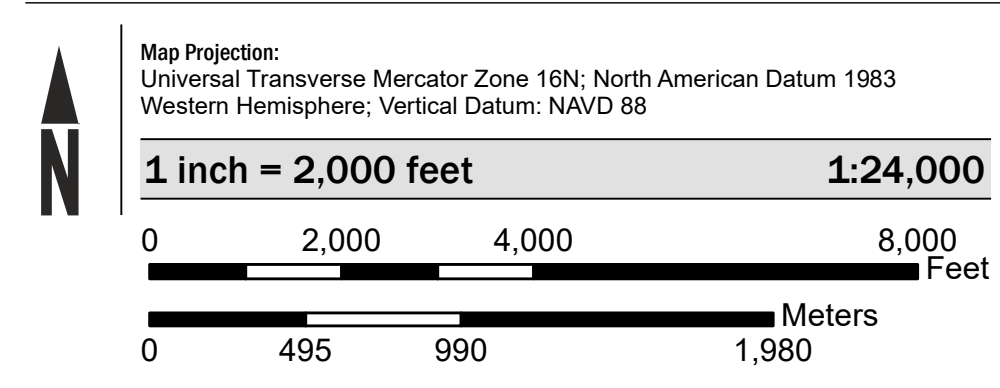 N
Map Projection:
Universal Transverse Mercator Zone 16N; North American Datum 1983
Western Hemisphere; Vertical Datum: NAVD 88
1 inch = 2,000 feet 1:24,000
0 2,000 4,000 8,000
Feet
Meters
0 495 990 1,980